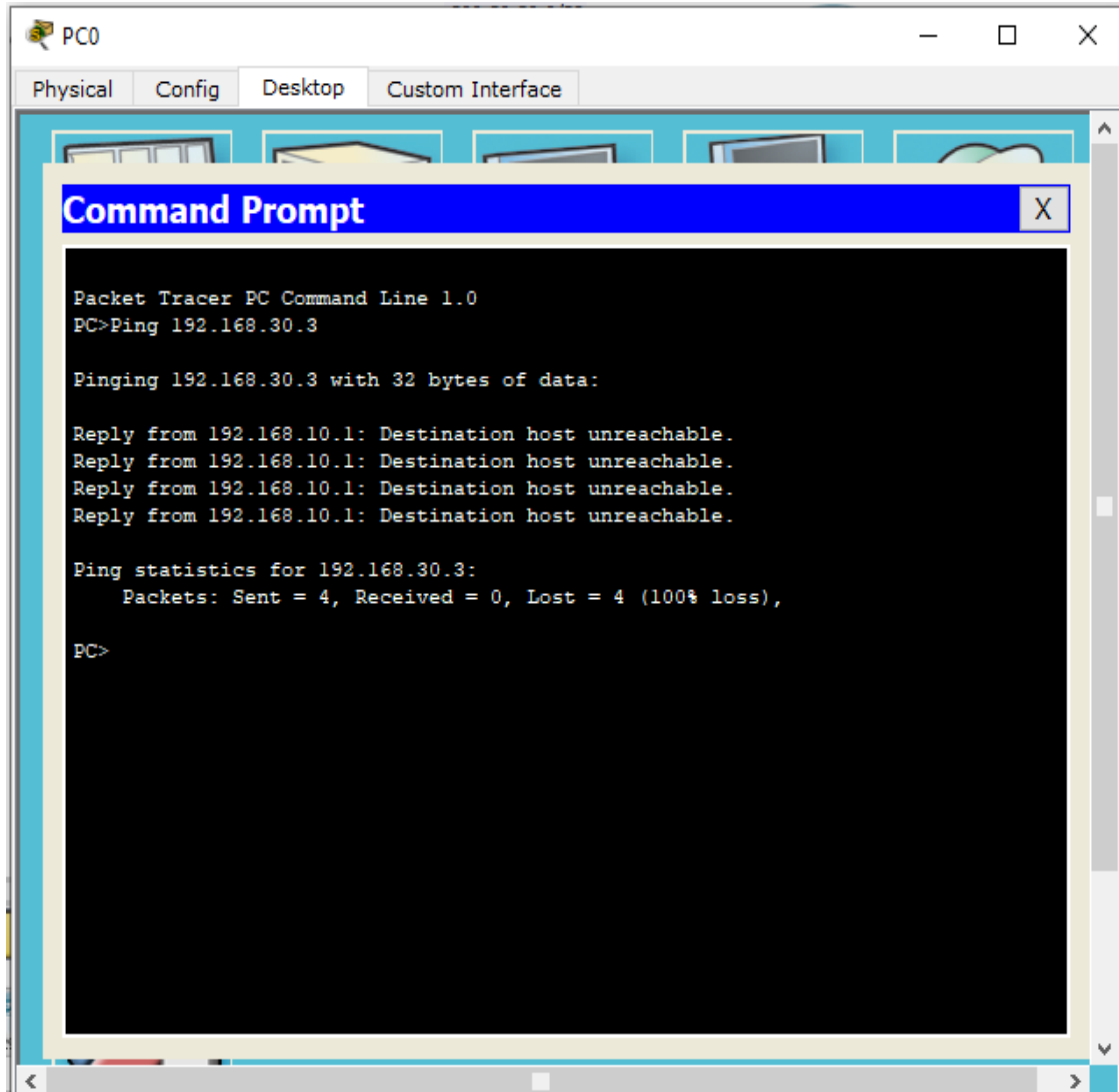 PC0
Physical Config Desktop Custom Interface
Command Prompt
X
Packet Tracer PC Command Line 1.0
PC>Ping 192.168.30.3
Pinging 192.168.30.3 with 32 bytes of data:
Reply from 192.168.10.1: Destination host unreachable.
Reply from 192.168.10.1: Destination host unreachable.
Reply from 192.168.10.1: Destination host unreachable.
Reply from 192.168.10.1: Destination host unreachable.
Ping statistics for 192.168.30.3:
Packets: Sent = 4, Received = 0, Lost = 4 (100% loss),
PC>